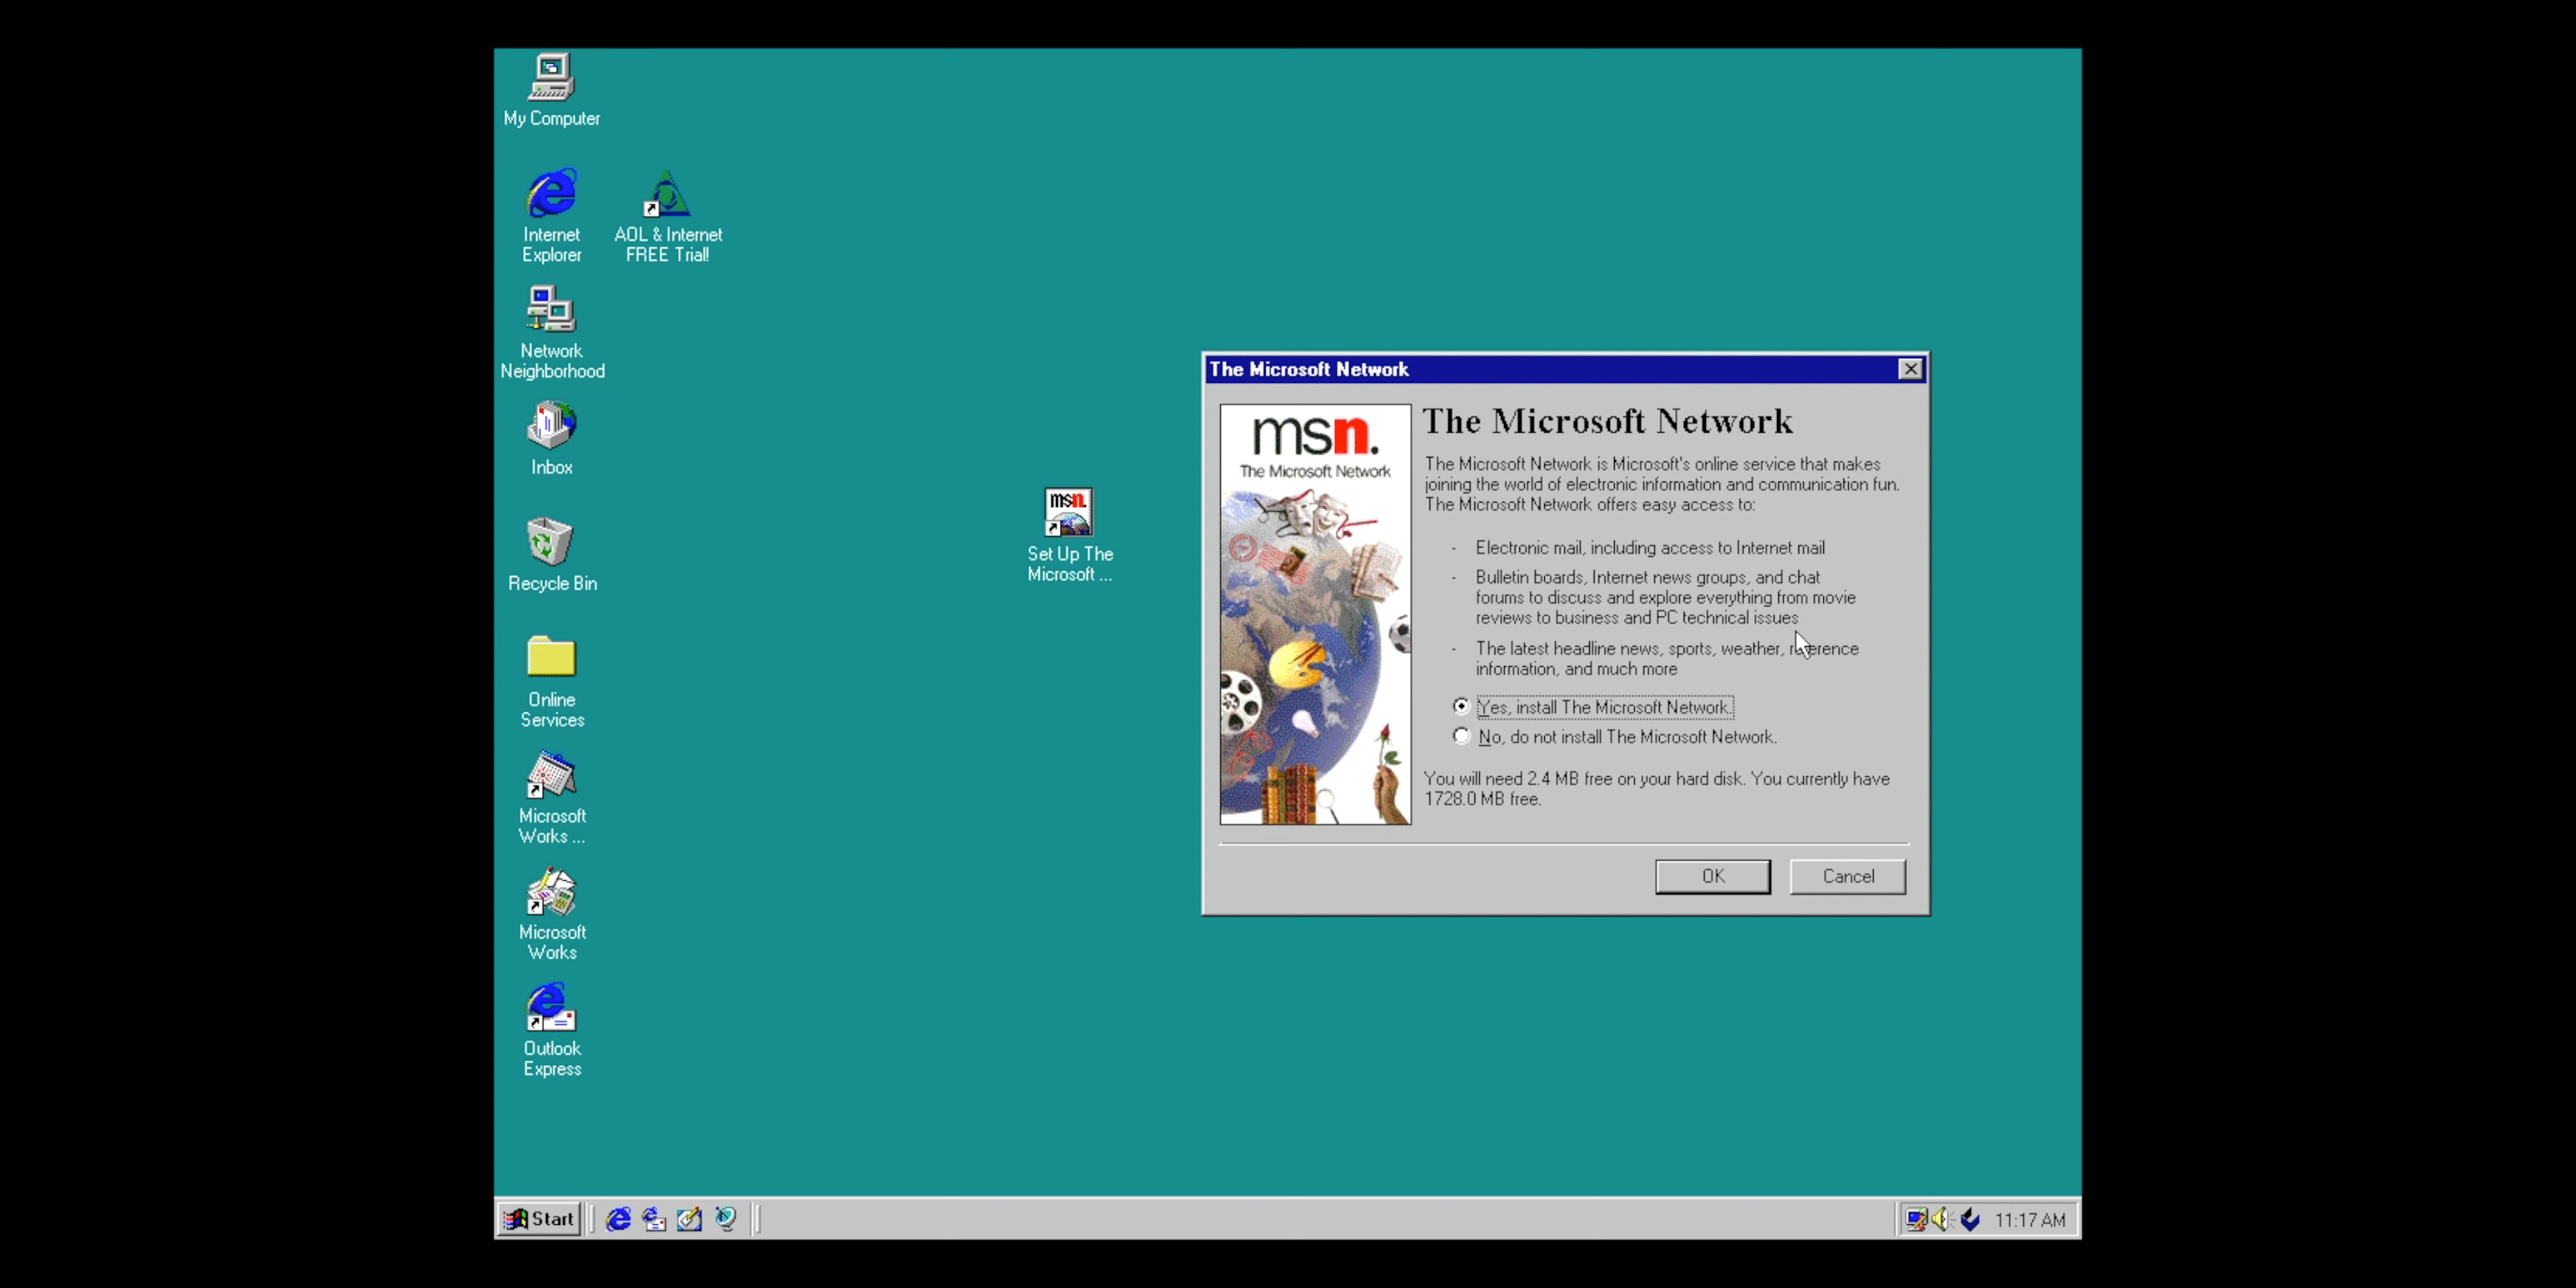 My Computer
Internet
Explorer
AOL & Internet
FREE Trial!
Network
Neighborhood
Inbox
Recycle Bin
Online
Services
Microsoft
Works ...
Microsoft
Works
Outlook
Express
msn.
Set Up The
Microsoft ...
The Microsoft Network
msn.
The Microsoft Network
The Microsoft Network
The Microsoft Network is Microsoft's online service that makes
joining the world of electronic information and communication fun.
The Microsoft Network offers easy access to:
- Electronic mail, including access to Internet mail
- Bulletin boards, Internet news groups, and chat
forums to discuss and explore everything from movie
reviews to business and PC technical issues
- The latest headline news, sports, weather, reference
information, and much more
Yes, install The Microsoft Network.
No, do not install The Microsoft Network.
You will need 2.4 MB free on your hard disk. You currently have
1728.0 MB free.
OK
Cancel
Start
11:17 AM